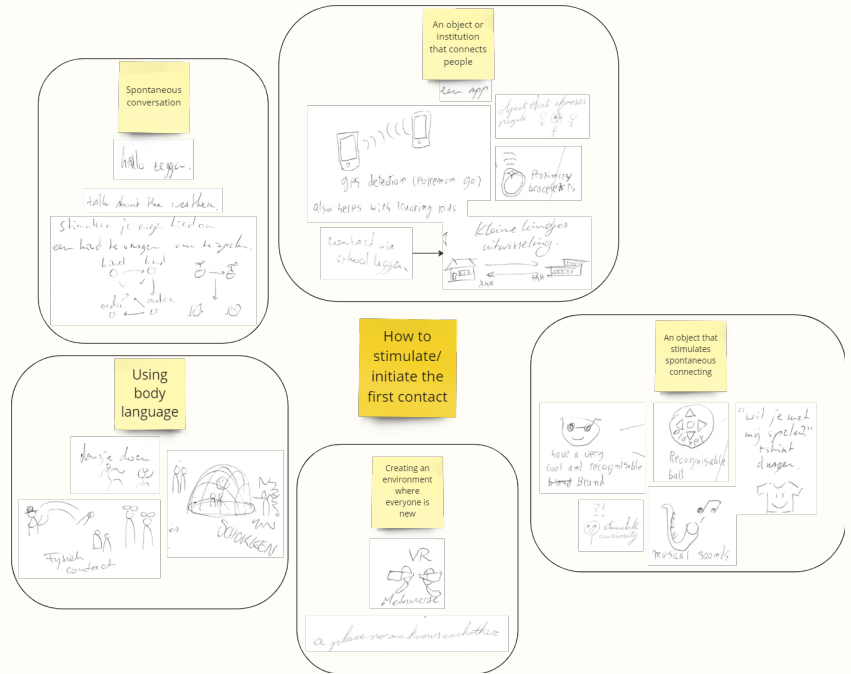 An object or
institution
that connects
people
een app
object that chooses
people
gps detection (Pokemon go)
also helps with tracking kids
Proximity
bracelets
contact via
school leggen
kleine
uitwisseling.
Spontaneous
conversation
hallo zeggen.
talk about the weather.
stimuleer je eigen kind om
een kind te vragen om te spelen.
kind kind
ouder ouder
How to
stimulate/
initiate the
first contact
Using
body
language
dansje doen
Fysiek
contact
SCHOKKEN
Creating an
environment
where
everyone is
new
VR
Metaverse
a place no one knows eachother
An object that
stimulates
spontaneous
connecting
have a very
cool and recognisable
Brand
Player
Recognisable
ball
"wil je met
mij spelen?"
tshirt
dragen.
?!
stimulate
curiosity
musical sounds